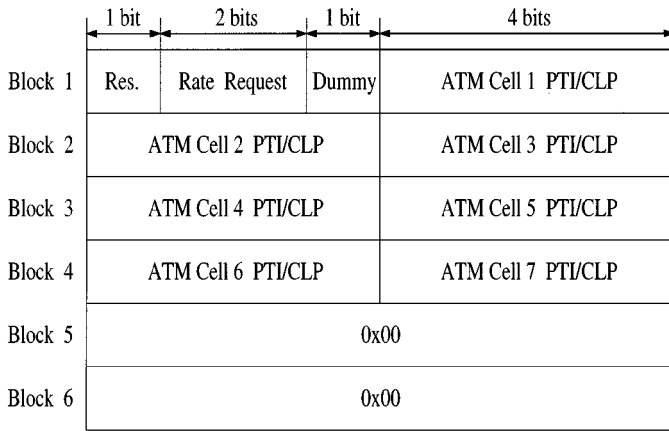 1 bit 2 bits 1 bit 4 bits
Block 1 Res. Rate Request Dummy ATM Cell 1 PTI/CLP
Block 2 ATM Cell 2 PTI/CLP ATM Cell 3 PTI/CLP
Block 3 ATM Cell 4 PTI/CLP ATM Cell 5 PTI/CLP
Block 4 ATM Cell 6 PTI/CLP ATM Cell 7 PTI/CLP
Block 5 0x00
Block 6 0x00